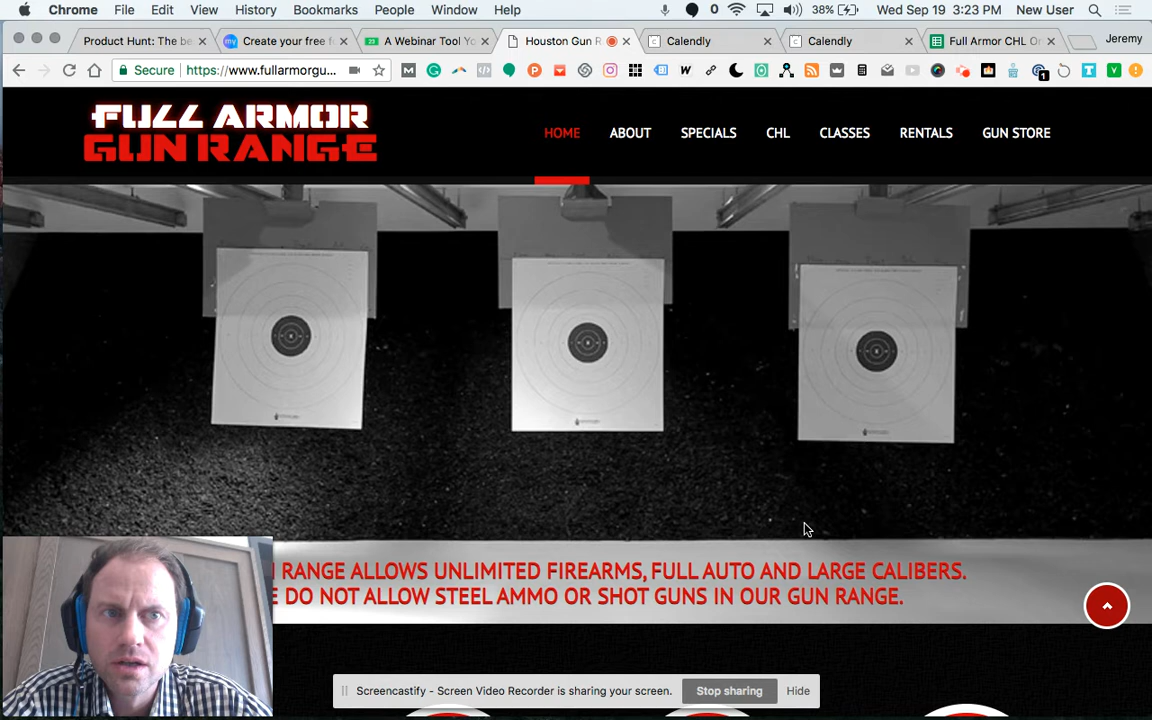 Chrome File Edit View History Bookmarks People Window Help 0 38% Wed Sep 19 3:23 PM New User
Product Hunt: The be
Create your free f
A Webinar Tool Yo
Houston Gun R
Calendly
Calendly
Full Armor CHL Or
Jeremy
Secure https://www.fullarmorgu...
FULL ARMOR
GUN RANGE
HOME ABOUT SPECIALS CHL CLASSES RENTALS GUN STORE
RANGE ALLOWS UNLIMITED FIREARMS, FULL AUTO AND LARGE CALIBERS.
DO NOT ALLOW STEEL AMMO OR SHOT GUNS IN OUR GUN RANGE.
Screencastify - Screen Video Recorder is sharing your screen. Stop sharing Hide